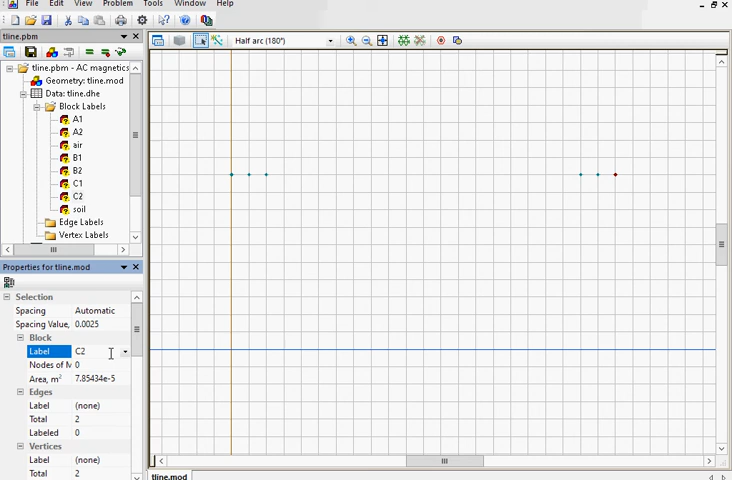 File Edit View Problem Tools Window Help
tline.pbm
Half arc (180°)
tline.pbm - AC magnetics
Geometry: tline.mod
Data: tline.dhe
Block Labels
A1
A2
air
B1
B2
C1
C2
soil
Edge Labels
Vertex Labels
Properties for tline.mod
Selection
Spacing Automatic
Spacing Value, 0.0025
Block
Label C2
Nodes of M 0
Area, m² 7.85434e-5
Edges
Label (none)
Total 2
Labeled 0
Vertices
Label (none)
Total 2
tline.mod